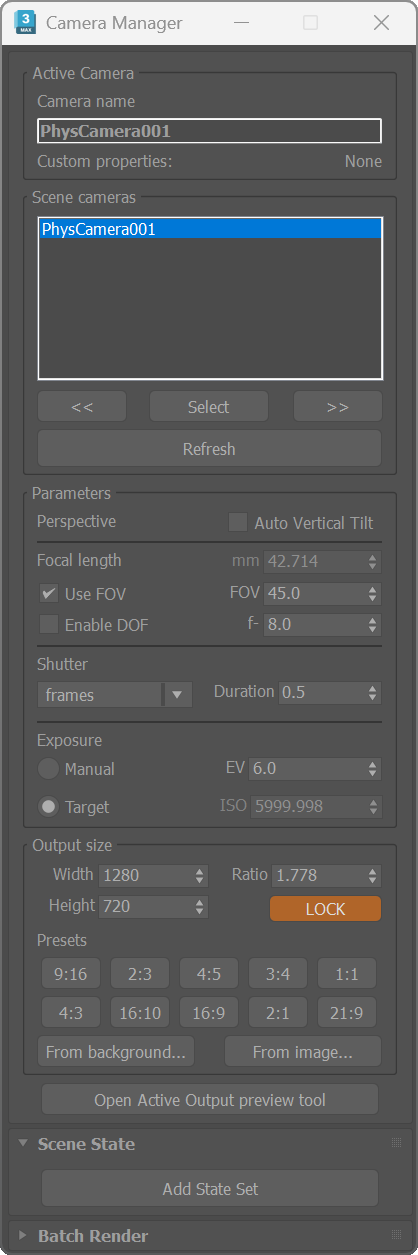 3 MAX Camera Manager
Active Camera
Camera name
PhysCamera001
Custom properties: None
Scene cameras
PhysCamera001
<< Select >>
Refresh
Parameters
Perspective Auto Vertical Tilt
Focal length mm 42.714
Use FOV FOV 45.0
Enable DOF f- 8.0
Shutter
frames Duration 0.5
Exposure
Manual EV 6.0
Target ISO 5999.998
Output size
Width 1280 Ratio 1.778
Height 720 LOCK
Presets
9:16 2:3 4:5 3:4 1:1
4:3 16:10 16:9 2:1 21:9
From background... From image...
Open Active Output preview tool
Scene State
Add State Set
Batch Render